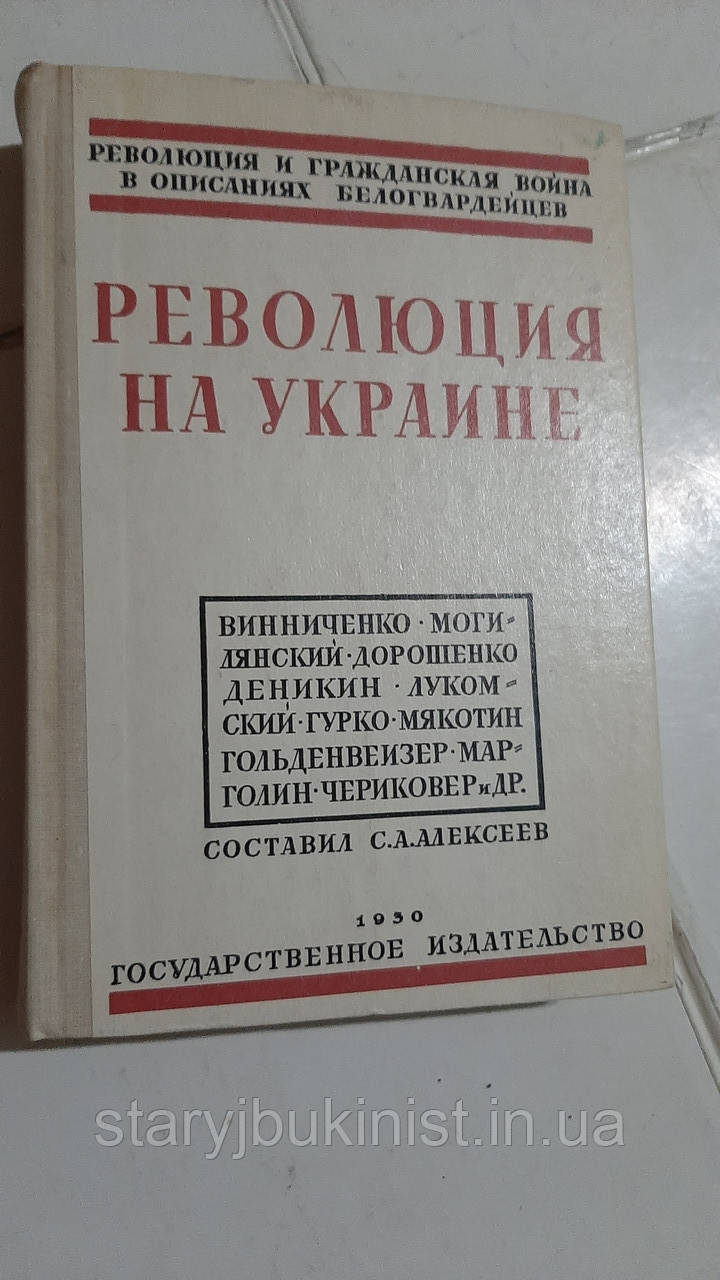 РЕВОЛЮЦИЯ И ГРАЖДАНСКАЯ ВОЙНА
В ОПИСАНИЯХ БЕЛОГВАРДЕЙЦЕВ
РЕВОЛЮЦИЯ
НА УКРАИНЕ
ВИННИЧЕНКО · МОГИ-
ЛЯНСКИЙ · ДОРОШЕНКО
ДЕНИКИН · ЛУКОМ-
СКИЙ · ГУРКО · МЯКОТИН
ГОЛЬДЕНВЕИЗЕР · МАР-
ГОЛИН · ЧЕРИКОВЕР и ДР.
СОСТАВИЛ С.А.АЛЕКСЕЕВ
1930
ГОСУДАРСТВЕННОЕ ИЗДАТЕЛЬСТВО
staryjbukinist.in.ua